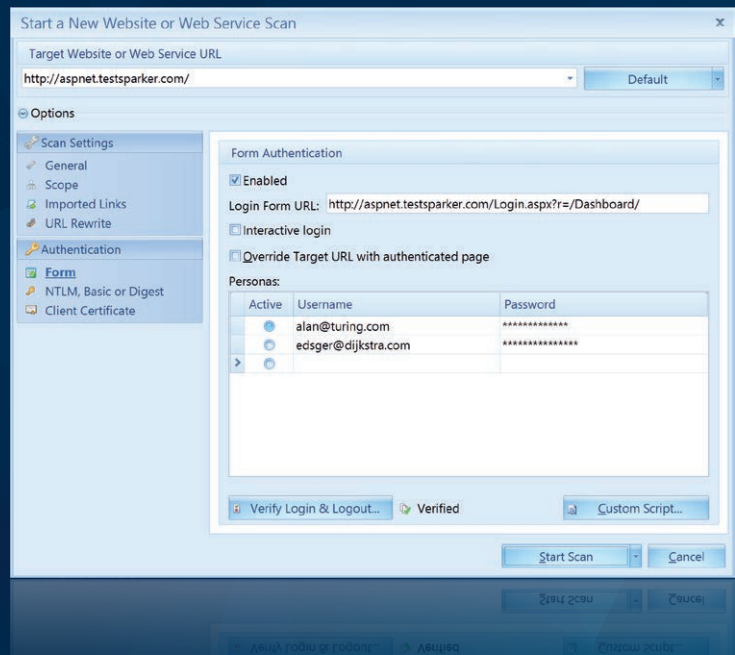 Start a New Website or Web Service Scan
Target Website or Web Service URL
http://aspnet.testsparker.com/
Default
Options
Scan Settings
General
Scope
Imported Links
URL Rewrite
Authentication
Form
NTLM, Basic or Digest
Client Certificate
Form Authentication
Enabled
Login Form URL: http://aspnet.testsparker.com/Login.aspx?r=/Dashboard/
Interactive login
Override Target URL with authenticated page
Personas:
Active Username Password
alan@turing.com *************
edsger@dijkstra.com ***************
Verify Login & Logout... Verified Custom Script...
Start Scan Cancel